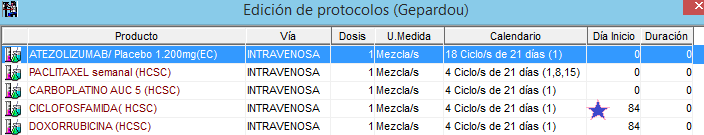 Edición de protocolos (Gepardou)
Producto Vía Dosis U.Medida Calendario Día Inicio Duración
ATEZOLIZUMAB/ Placebo 1.200mg(EC) INTRAVENOSA 1 Mezcla/s 18 Ciclo/s de 21 días (1) 0 0
PACLITAXEL semanal (HCSC) INTRAVENOSA 1 Mezcla/s 4 Ciclo/s de 21 días (1,8,15) 0 0
CARBOPLATINO AUC 5 (HCSC) INTRAVENOSA 1 Mezcla/s 4 Ciclo/s de 21 días (1) 0 0
CICLOFOSFAMIDA( HCSC) INTRAVENOSA 1 Mezcla/s 4 Ciclo/s de 21 días (1) 84 0
DOXORRUBICINA (HCSC) INTRAVENOSA 1 Mezcla/s 4 Ciclo/s de 21 días (1) 84 0